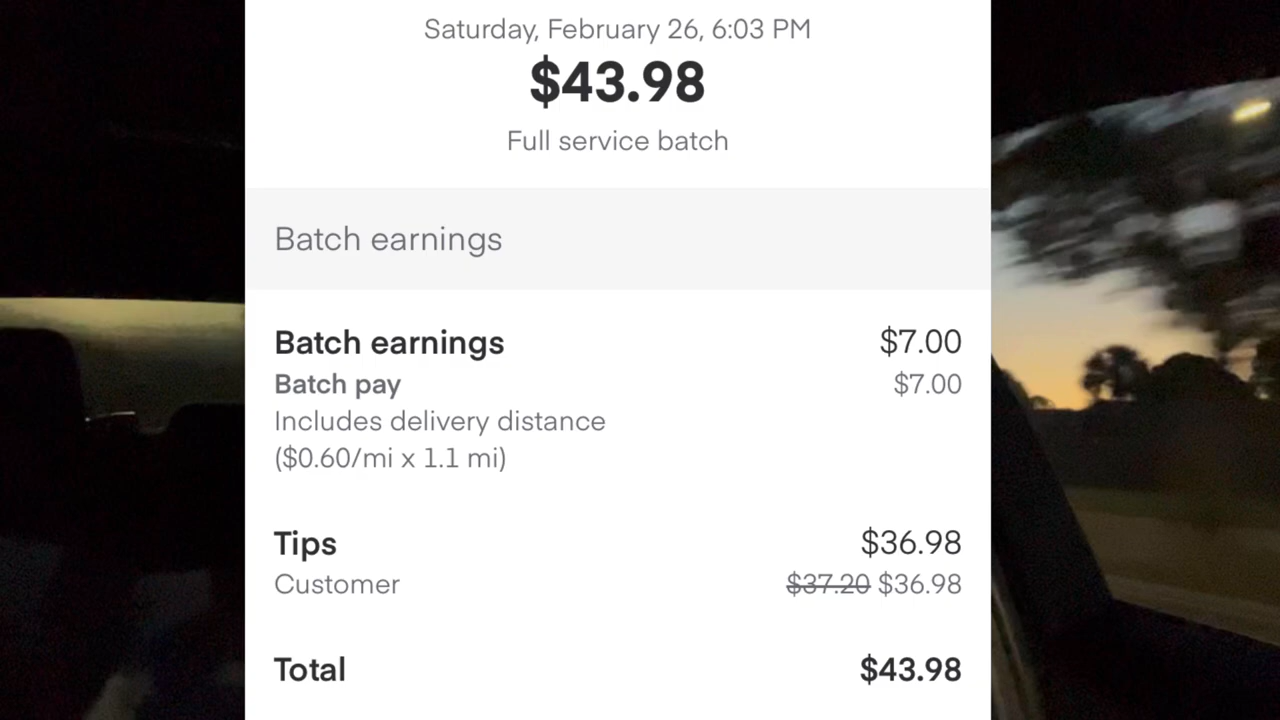 Saturday, February 26, 6:03 PM
$43.98
Full service batch
Batch earnings
Batch earnings $7.00
Batch pay $7.00
Includes delivery distance
($0.60/mi x 1.1 mi)
Tips $36.98
Customer $37.20 $36.98
Total $43.98